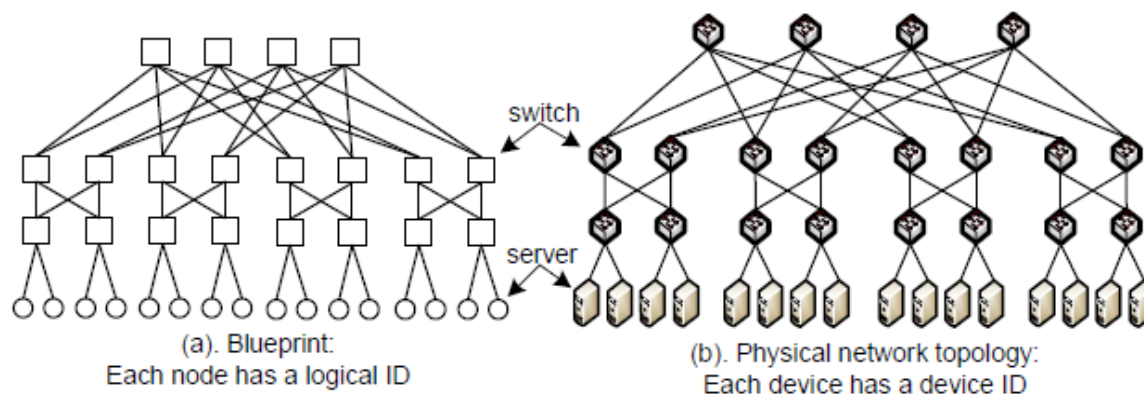 switch
server
(a). Blueprint:
Each node has a logical ID
(b). Physical network topology:
Each device has a device ID